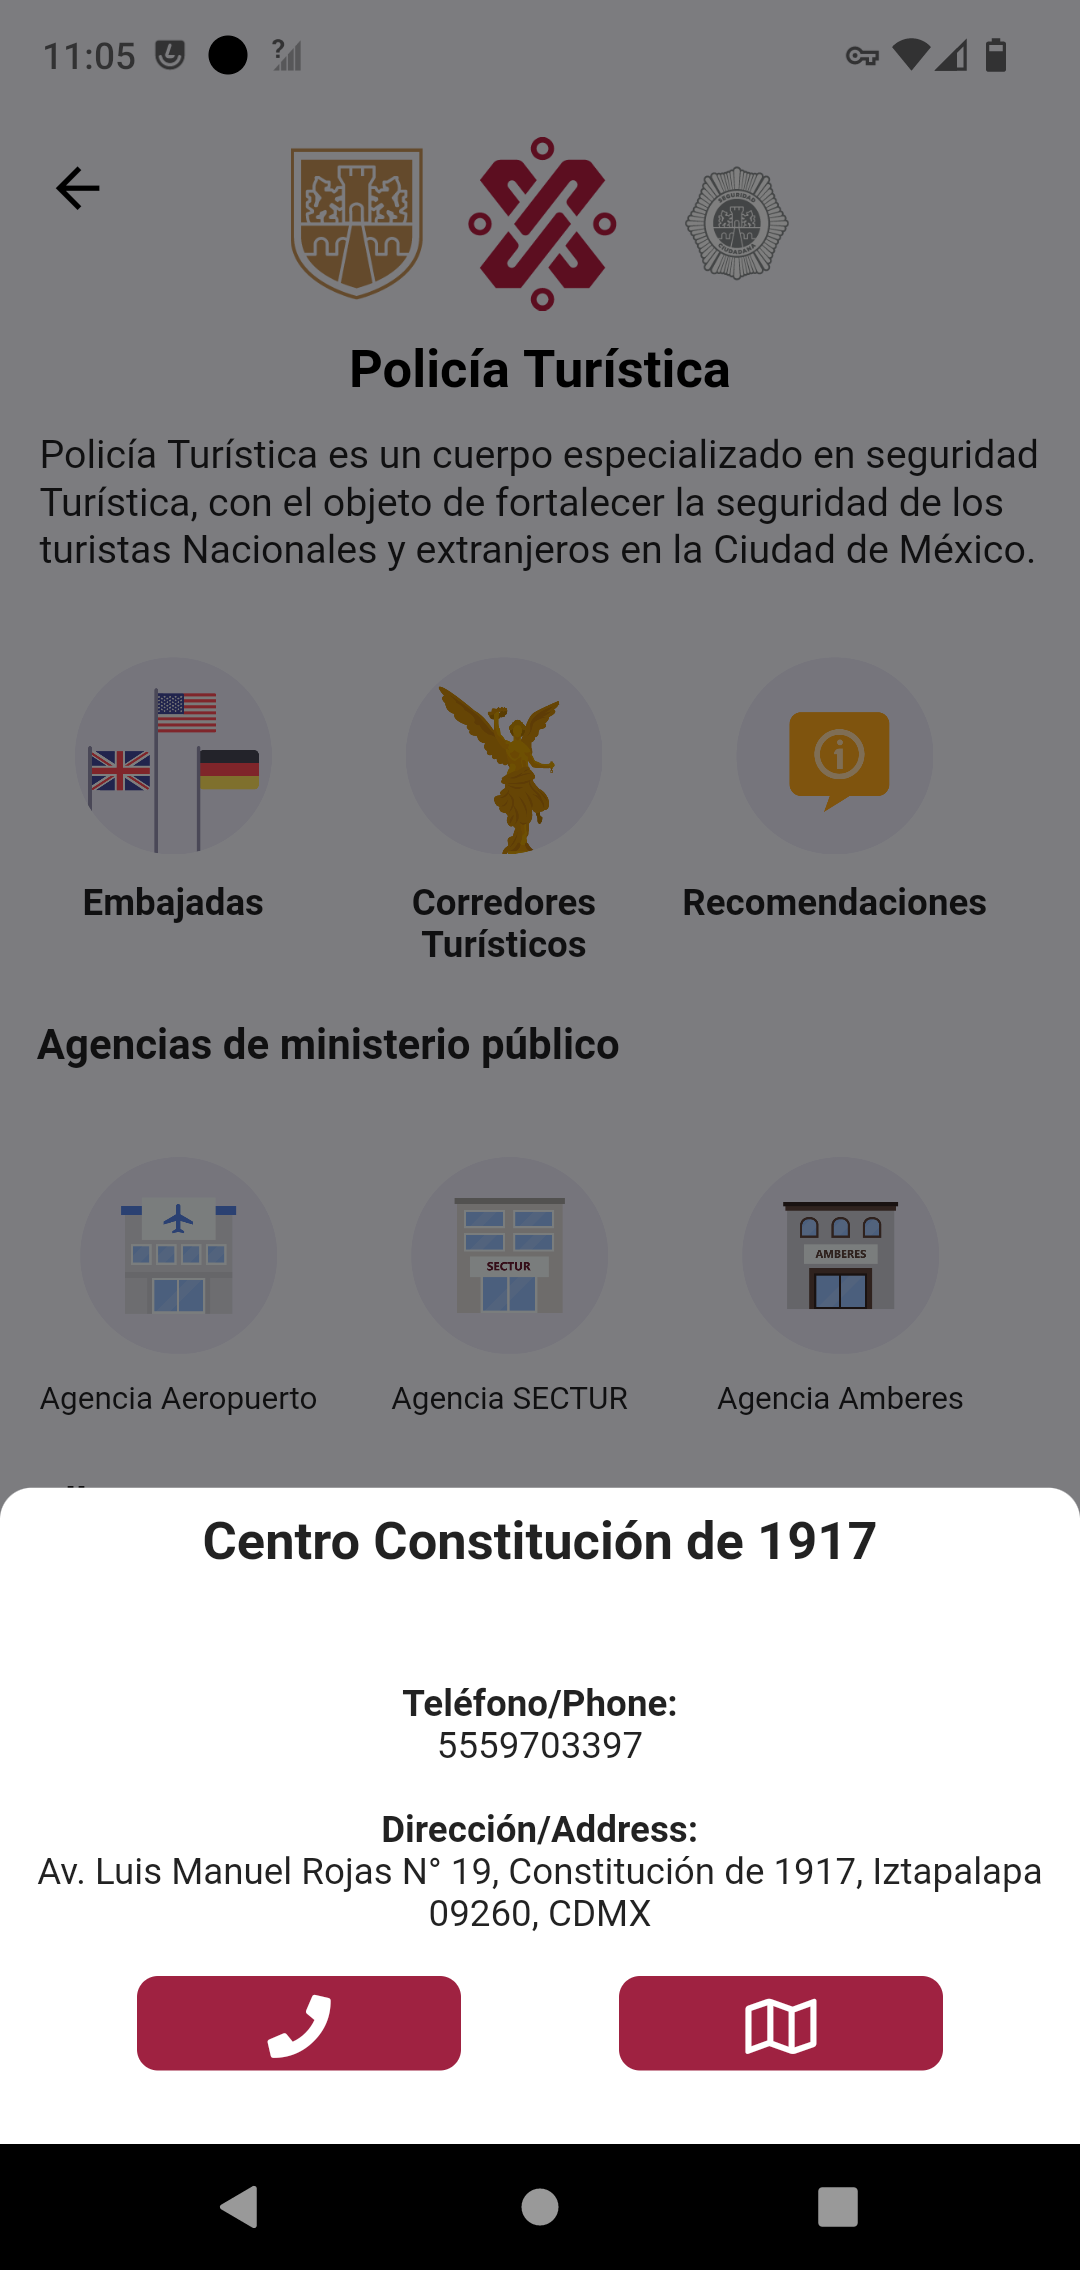 11:05
?
SEGURIDAD
CIUDADANA
Policía Turística
Policía Turística es un cuerpo especializado en seguridad
Turística, con el objeto de fortalecer la seguridad de los
turistas Nacionales y extranjeros en la Ciudad de México.
Embajadas
Corredores
Turísticos
Recomendaciones
Agencias de ministerio público
SECTUR
AMBERES
Agencia Aeropuerto
Agencia SECTUR
Agencia Amberes
Centro Constitución de 1917
Teléfono/Phone:
5559703397
Dirección/Address:
Av. Luis Manuel Rojas N° 19, Constitución de 1917, Iztapalapa
09260, CDMX